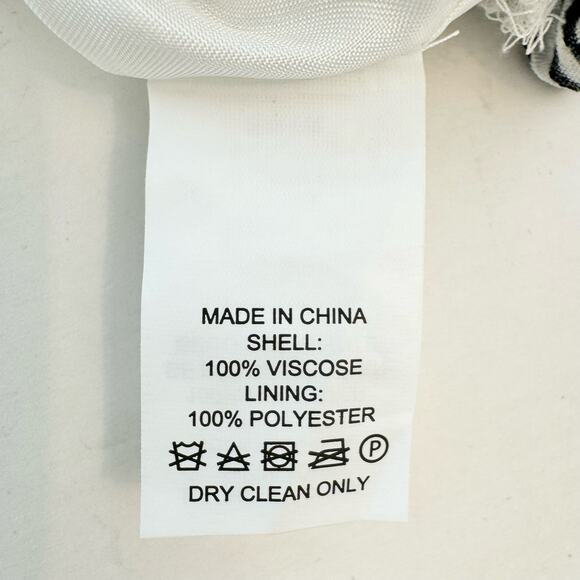 MADE IN CHINA
SHELL:
100% VISCOSE
LINING:
100% POLYESTER
P
DRY CLEAN ONLY